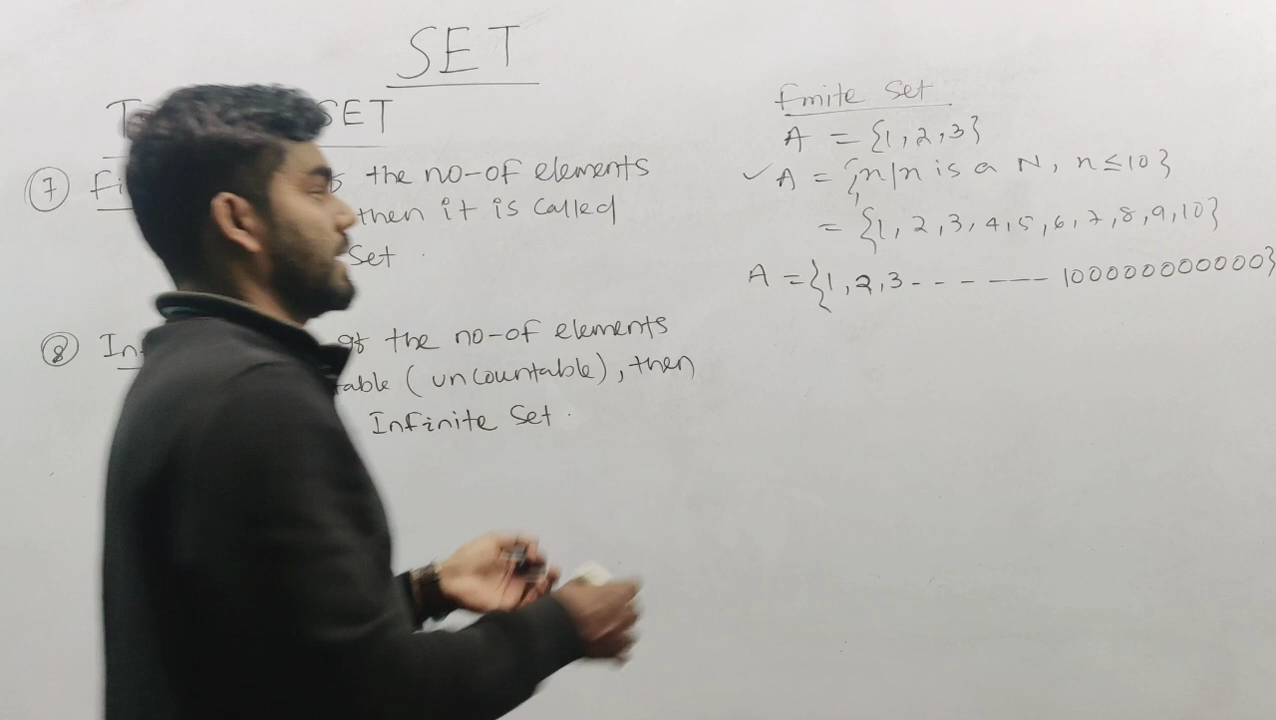 SET
SET
7 Fi the no-of elements
then it is called
Set.
8 In If the no-of elements
table (uncountable), then
Infinite Set.
Finite Set
A = {1, 2, 3}
✓ A = {n|n is a N, n ≤ 10}
= {1, 2, 3, 4, 5, 6, 7, 8, 9, 10}
A = {1, 2, 3 - - - - —— 100000000000}